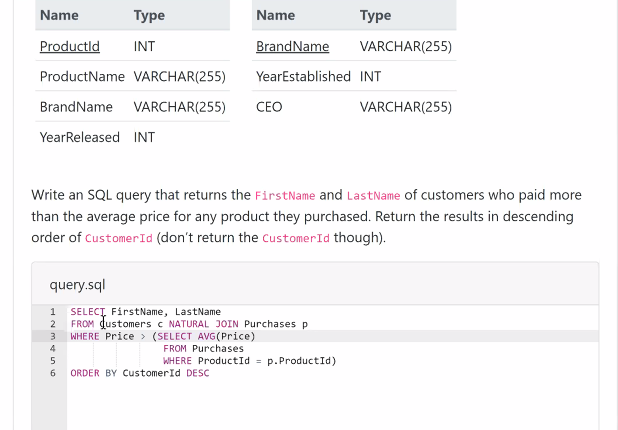 Name Type Name Type
ProductId INT BrandName VARCHAR(255)
ProductName VARCHAR(255) YearEstablished INT
BrandName VARCHAR(255) CEO VARCHAR(255)
YearReleased INT
Write an SQL query that returns the FirstName and LastName of customers who paid more
than the average price for any product they purchased. Return the results in descending
order of CustomerId (don’t return the CustomerId though).
query.sql
1 SELECT FirstName, LastName
2 FROM Customers c NATURAL JOIN Purchases p
3 WHERE Price > (SELECT AVG(Price)
4 FROM Purchases
5 WHERE ProductId = p.ProductId)
6 ORDER BY CustomerId DESC